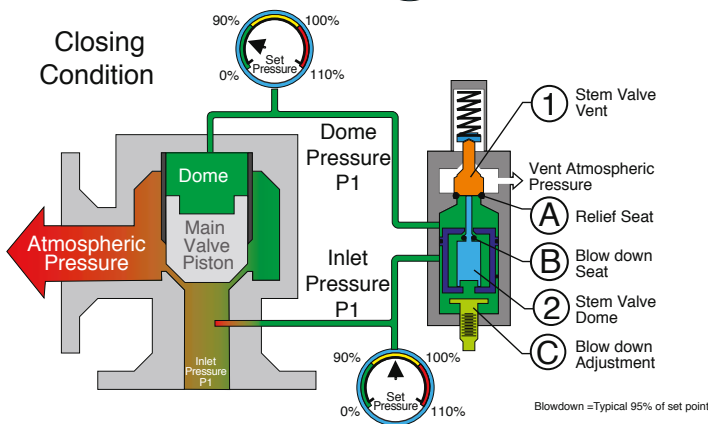 Closing
Condition
90%
100%
Set
Pressure
0%
110%
Dome
Pressure
P1
Dome
Main
Valve
Piston
Atmospheric
Pressure
Inlet
Pressure
P1
Inlet
Pressure
P1
90%
100%
Set
Pressure
0%
110%
1
Stem Valve
Vent
Vent Atmospheric
Pressure
A
Relief Seat
B
Blow down
Seat
2
Stem Valve
Dome
C
Blow down
Adjustment
Blowdown =Typical 95% of set point